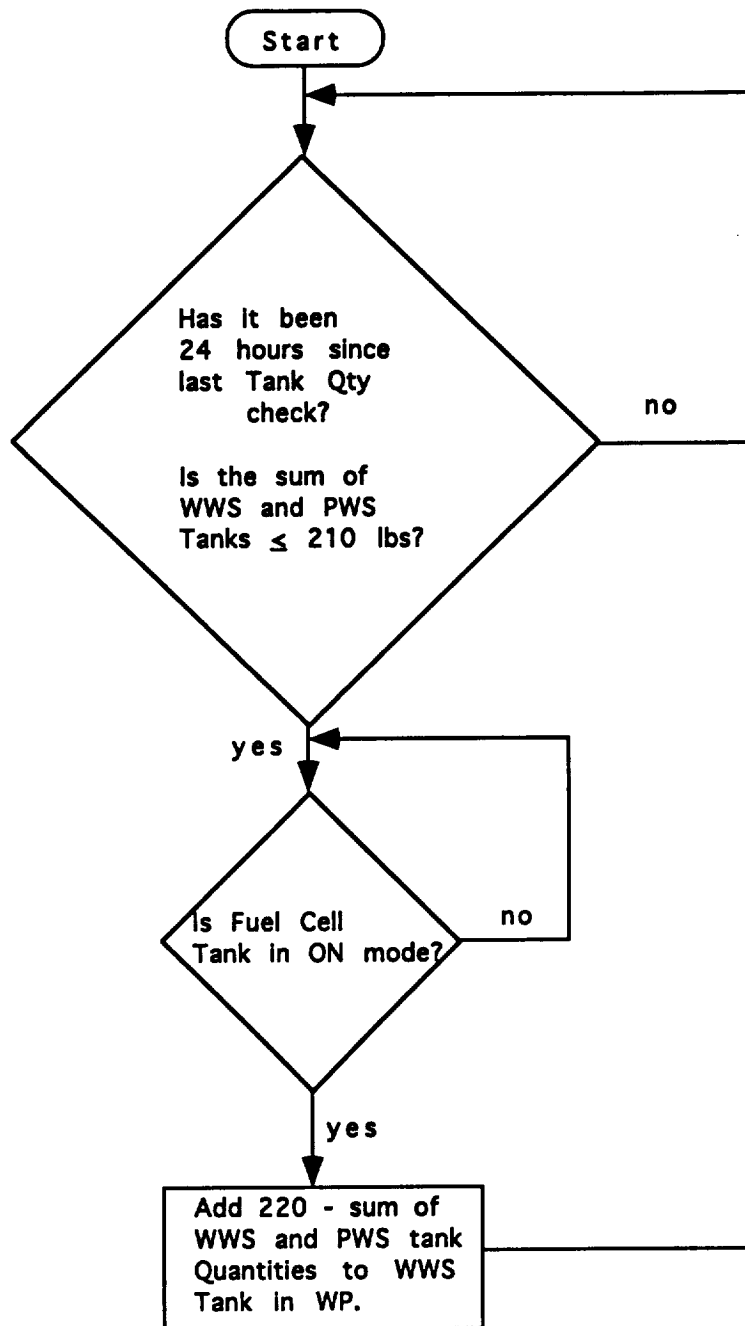 Start
Has it been
24 hours since
last Tank Qty
check?
no
Is the sum of
WWS and PWS
Tanks ≤ 210 lbs?
yes
Is Fuel Cell
Tank in ON mode?
no
yes
Add 220 - sum of
WWS and PWS tank
Quantities to WWS
Tank in WP.